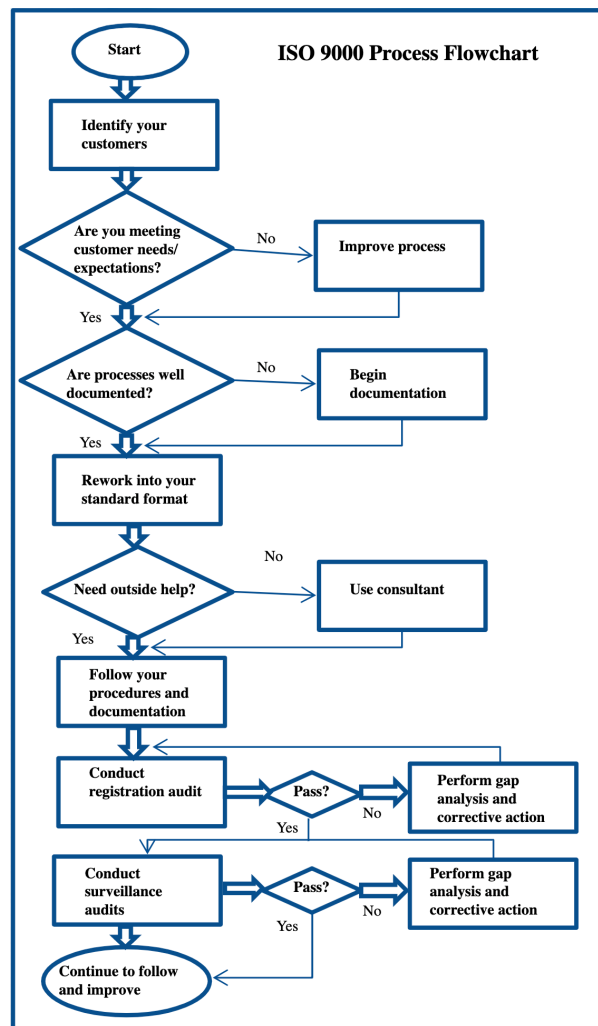 Start
ISO 9000 Process Flowchart
Identify your
customers
Are you meeting
customer needs/
expectations?
No
Improve process
Yes
Are processes well
documented?
No
Begin
documentation
Yes
Rework into your
standard format
No
Need outside help?
Use consultant
Yes
Follow your
procedures and
documentation
Conduct
registration audit
Pass?
No
Perform gap
analysis and
corrective action
Yes
Conduct
surveillance
audits
Pass?
No
Perform gap
analysis and
corrective action
Yes
Continue to follow
and improve